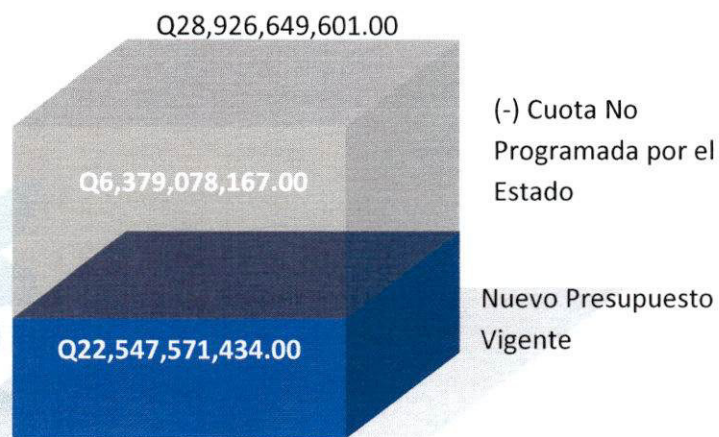 Q28,926,649,601.00
(-) Cuota No
Programada por el
Estado
Q6,379,078,167.00
Nuevo Presupuesto
Vigente
Q22,547,571,434.00